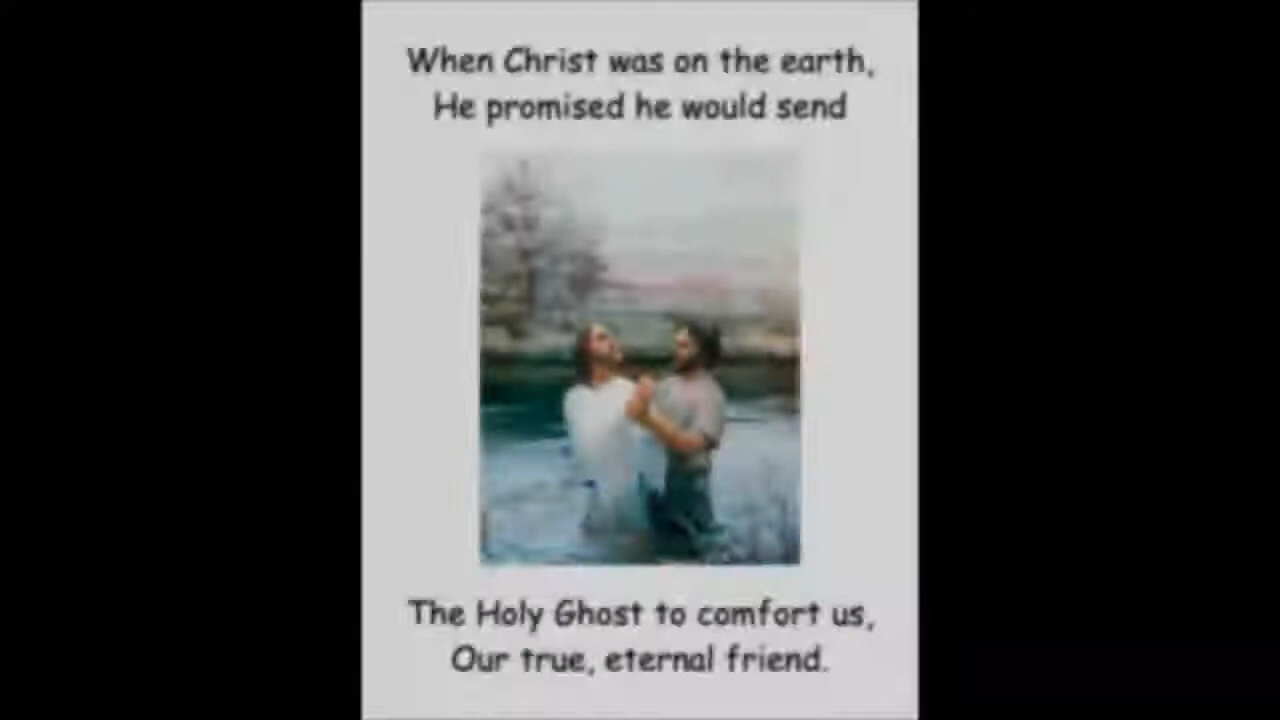 When Christ was on the earth,
He promised he would send
The Holy Ghost to comfort us,
Our true, eternal friend.